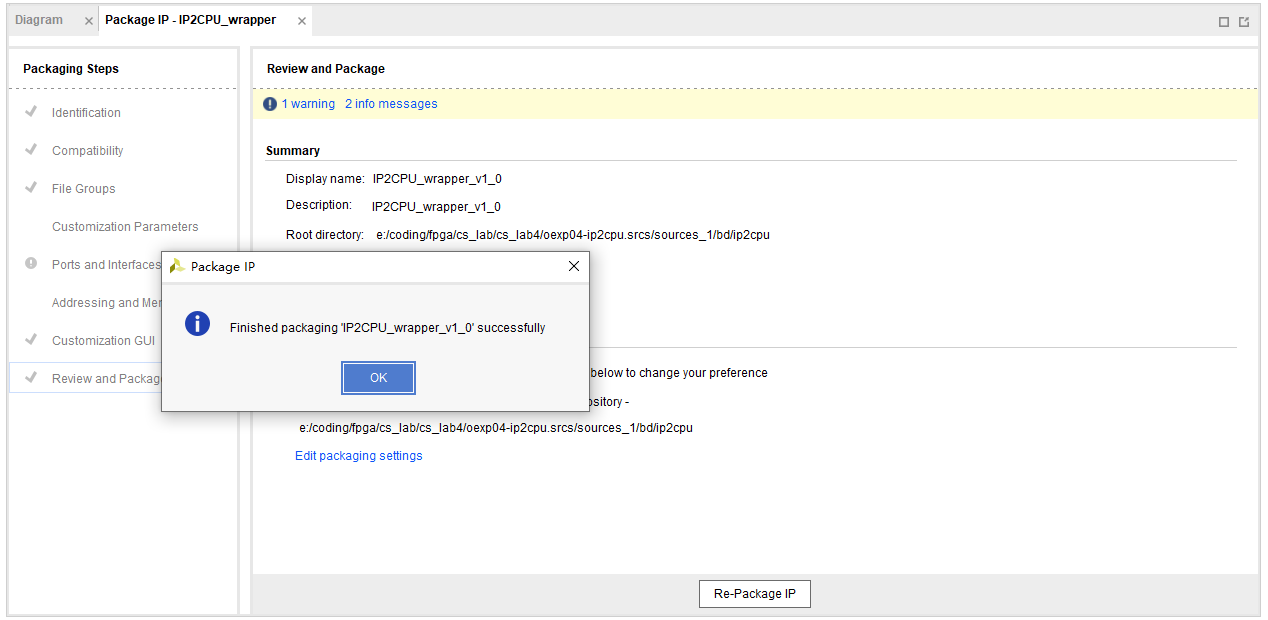 Diagram
Package IP - IP2CPU_wrapper
Packaging Steps
Identification
Compatibility
File Groups
Customization Parameters
Ports and Interfaces
Addressing and
Customization GUI
Review and
Review and Package
1 warning 2 info messages
Summary
Display name: IP2CPU_wrapper_v1_0
Description: IP2CPU_wrapper_v1_0
Root directory: e:/coding/fpga/cs_lab/cs_lab4/oexp04-ip2cpu.srcs/sources_1/bd/ip2cpu
Package IP
Finished packaging 'IP2CPU_wrapper_v1_0' successfully
OK
below to change your preference
-
e:/coding/fpga/cs_lab/cs_lab4/oexp04-ip2cpu.srcs/sources_1/bd/ip2cpu
Edit packaging settings
Re-Package IP